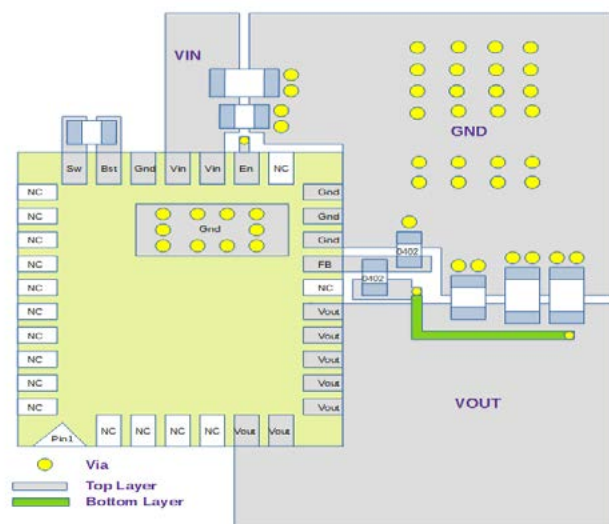 VIN
GND
Sw Bst Gnd Vin Vin En NC
NC Gnd
NC Gnd
Gnd
NC Gnd
0402
NC FB
0402
NC NC
NC Vout
NC Vout
NC Vout
NC Vout
NC Vout
VOUT
Pin1 NC NC NC NC Vout Vout
Via
Top Layer
Bottom Layer